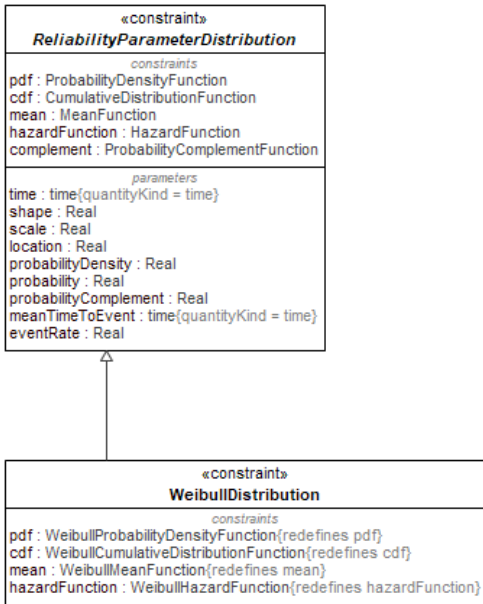 «constraint»
ReliabilityParameterDistribution
constraints
pdf : ProbabilityDensityFunction
cdf : CumulativeDistributionFunction
mean : MeanFunction
hazardFunction : HazardFunction
complement : ProbabilityComplementFunction
parameters
time : time{quantityKind = time}
shape : Real
scale : Real
location : Real
probabilityDensity : Real
probability : Real
probabilityComplement : Real
meanTimeToEvent : time{quantityKind = time}
eventRate : Real
«constraint»
WeibullDistribution
constraints
pdf : WeibullProbabilityDensityFunction{redefines pdf}
cdf : WeibullCumulativeDistributionFunction{redefines cdf}
mean : WeibullMeanFunction{redefines mean}
hazardFunction : WeibullHazardFunction{redefines hazardFunction}